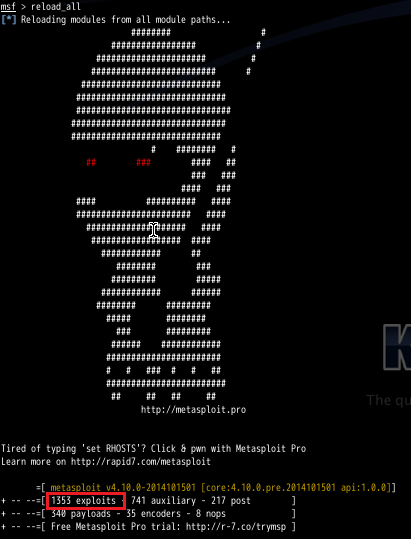 msf > reload_all
[*] Reloading modules from all module paths...
K
The qu
http://metasploit.pro
Tired of typing 'set RHOSTS'? Click & pwn with Metasploit Pro
Learn more on http://rapid7.com/metasploit
=[ metasploit v4.10.0-2014101501 [core:4.10.0.pre.2014101501 api:1.0.0]]
+ -- --=[ 1353 exploits - 741 auxiliary - 217 post ]
+ -- --=[ 340 payloads - 35 encoders - 8 nops ]
+ -- --=[ Free Metasploit Pro trial: http://r-7.co/trymsp ]